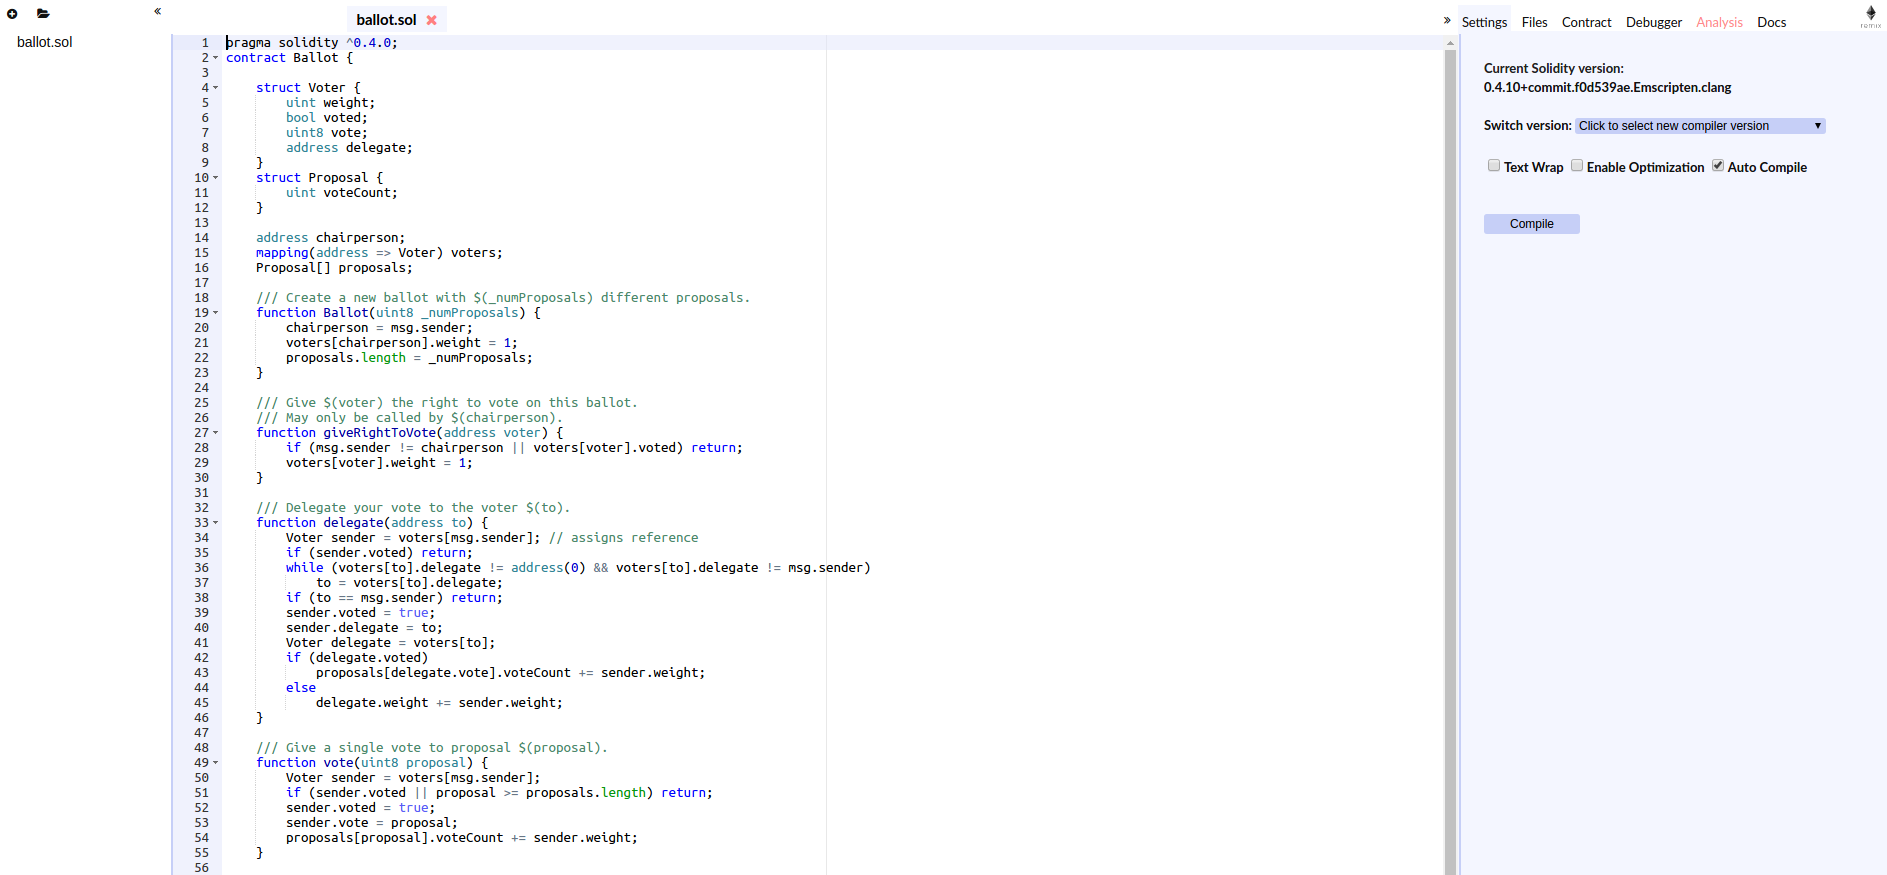 «
ballot.sol
ballot.sol ✖
1 pragma solidity ^0.4.0;
2 contract Ballot {
3
4     struct Voter {
5         uint weight;
6         bool voted;
7         uint8 vote;
8         address delegate;
9     }
10     struct Proposal {
11         uint voteCount;
12     }
13
14     address chairperson;
15     mapping(address => Voter) voters;
16     Proposal[] proposals;
17
18     /// Create a new ballot with $(_numProposals) different proposals.
19     function Ballot(uint8 _numProposals) {
20         chairperson = msg.sender;
21         voters[chairperson].weight = 1;
22         proposals.length = _numProposals;
23     }
24
25     /// Give $(voter) the right to vote on this ballot.
26     /// May only be called by $(chairperson).
27     function giveRightToVote(address voter) {
28         if (msg.sender != chairperson || voters[voter].voted) return;
29         voters[voter].weight = 1;
30     }
31
32     /// Delegate your vote to the voter $(to).
33     function delegate(address to) {
34         Voter sender = voters[msg.sender]; // assigns reference
35         if (sender.voted) return;
36         while (voters[to].delegate != address(0) && voters[to].delegate != msg.sender)
37             to = voters[to].delegate;
38         if (to == msg.sender) return;
39         sender.voted = true;
40         sender.delegate = to;
41         Voter delegate = voters[to];
42         if (delegate.voted)
43             proposals[delegate.vote].voteCount += sender.weight;
44         else
45             delegate.weight += sender.weight;
46     }
47
48     /// Give a single vote to proposal $(proposal).
49     function vote(uint8 proposal) {
50         Voter sender = voters[msg.sender];
51         if (sender.voted || proposal >= proposals.length) return;
52         sender.voted = true;
53         sender.vote = proposal;
54         proposals[proposal].voteCount += sender.weight;
55     }
56
» Settings Files Contract Debugger Analysis Docs
remix
Current Solidity version:
0.4.10+commit.f0d539ae.Emscripten.clang
Switch version: Click to select new compiler version
Text Wrap Enable Optimization Auto Compile
Compile